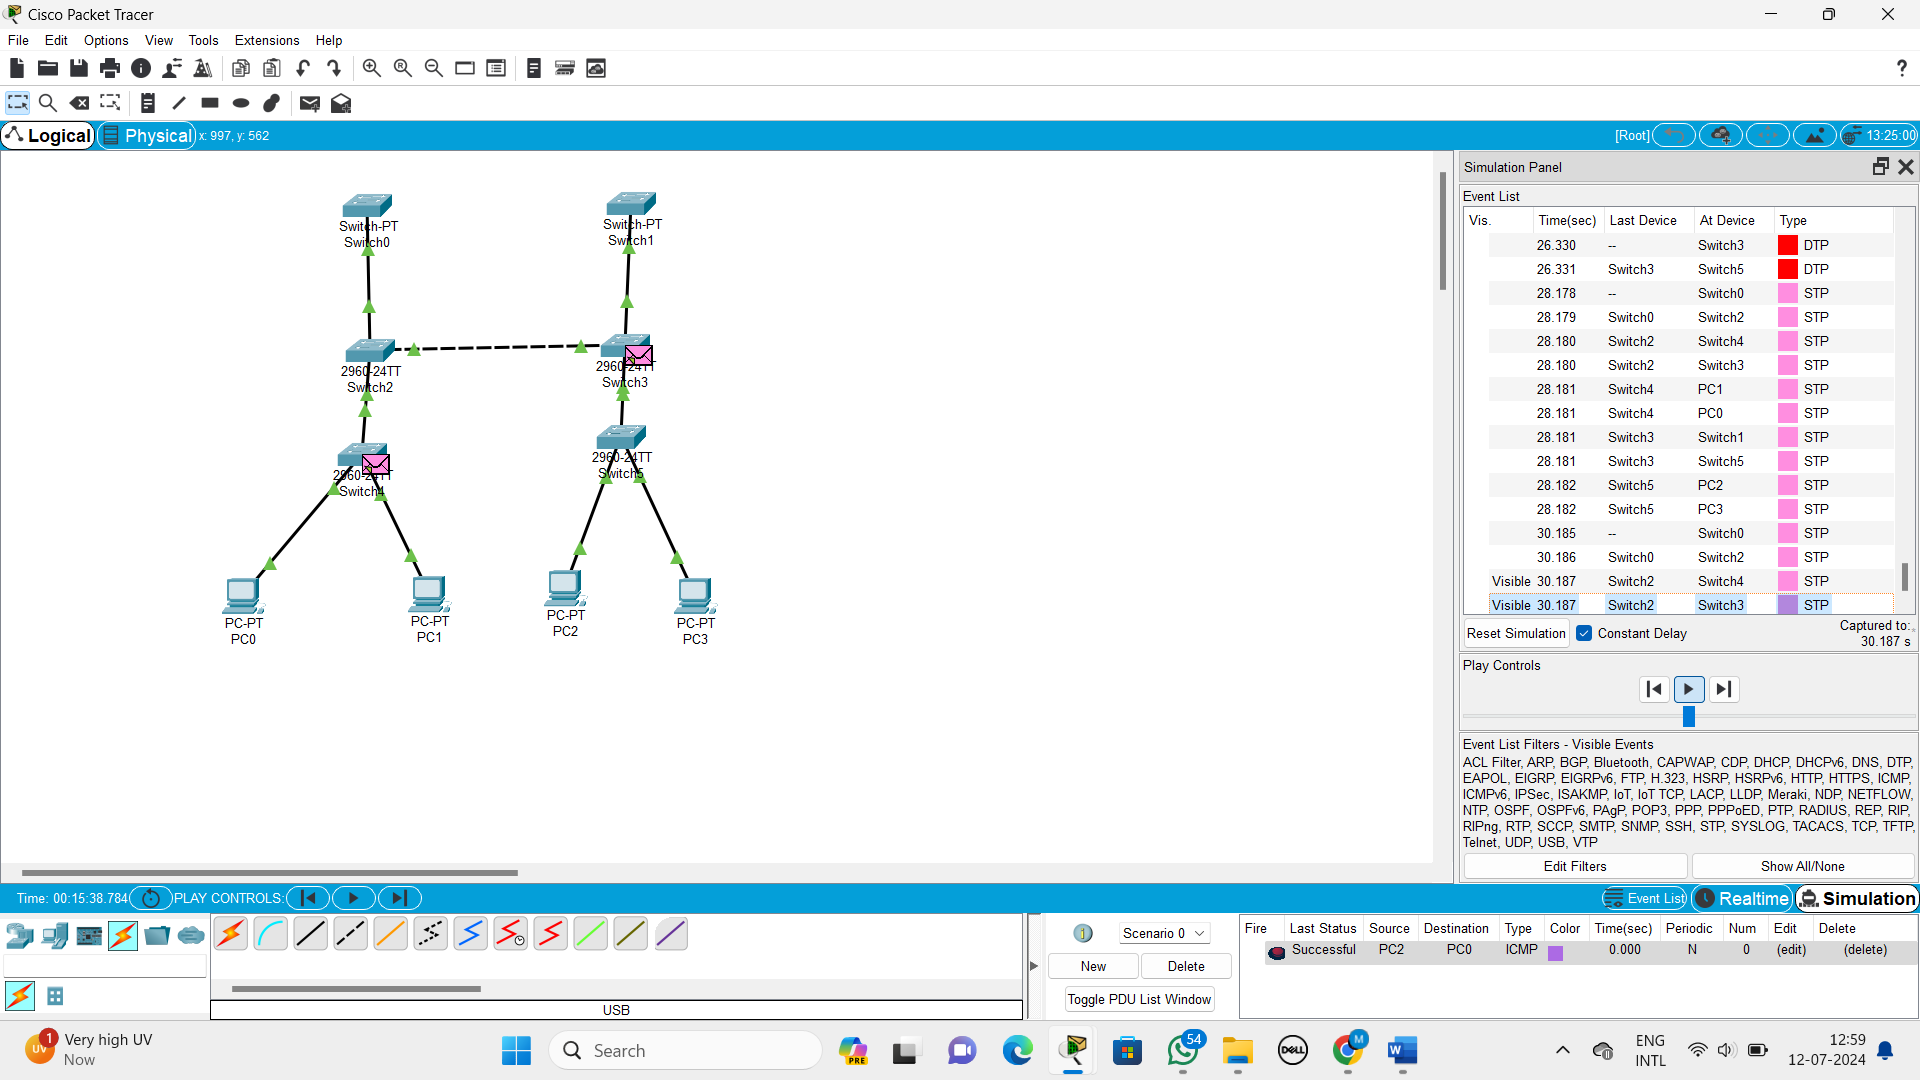 Cisco Packet Tracer
File Edit Options View Tools Extensions Help
Logical Physical x: 997, y: 562 [Root] 13:25:00
Switch-PT
Switch0
Switch-PT
Switch1
2960-24TT
Switch2
2960-24TT
Switch3
2960-24TT
Switch4
2960-24TT
Switch5
PC-PT
PC0
PC-PT
PC1
PC-PT
PC2
PC-PT
PC3
Simulation Panel
Event List
Vis. Time(sec) Last Device At Device Type
26.330 -- Switch3 DTP
26.331 Switch3 Switch5 DTP
28.178 -- Switch0 STP
28.179 Switch0 Switch2 STP
28.180 Switch2 Switch4 STP
28.180 Switch2 Switch3 STP
28.181 Switch4 PC1 STP
28.181 Switch4 PC0 STP
28.181 Switch3 Switch1 STP
28.181 Switch3 Switch5 STP
28.182 Switch5 PC2 STP
28.182 Switch5 PC3 STP
30.185 -- Switch0 STP
30.186 Switch0 Switch2 STP
Visible 30.187 Switch2 Switch4 STP
Visible 30.187 Switch2 Switch3 STP
Reset Simulation Constant Delay Captured to:
30.187 s
Play Controls
Event List Filters - Visible Events
ACL Filter, ARP, BGP, Bluetooth, CAPWAP, CDP, DHCP, DHCPv6, DNS, DTP,
EAPOL, EIGRP, EIGRPv6, FTP, H.323, HSRP, HSRPv6, HTTP, HTTPS, ICMP,
ICMPv6, IPSec, ISAKMP, IoT, IoT TCP, LACP, LLDP, Meraki, NDP, NETFLOW,
NTP, OSPF, OSPFv6, PAgP, POP3, PPP, PPPoED, PTP, RADIUS, REP, RIP,
RIPng, RTP, SCCP, SMTP, SNMP, SSH, STP, SYSLOG, TACACS, TCP, TFTP,
Telnet, UDP, USB, VTP
Edit Filters Show All/None
Time: 00:15:38.784 PLAY CONTROLS: Event List Realtime Simulation
Scenario 0
New Delete
Toggle PDU List Window
USB
Fire Last Status Source Destination Type Color Time(sec) Periodic Num Edit Delete
Successful PC2 PC0 ICMP 0.000 N 0 (edit) (delete)
UV 1 Very high UV
Now
Search
PRE
54
DELL
M
W
ENG
INTL
12:59
12-07-2024